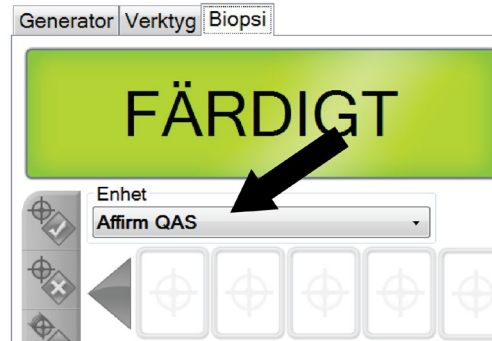 Generator Verktyg Biopsi
FÄRDIGT
Enhet
Affirm QAS